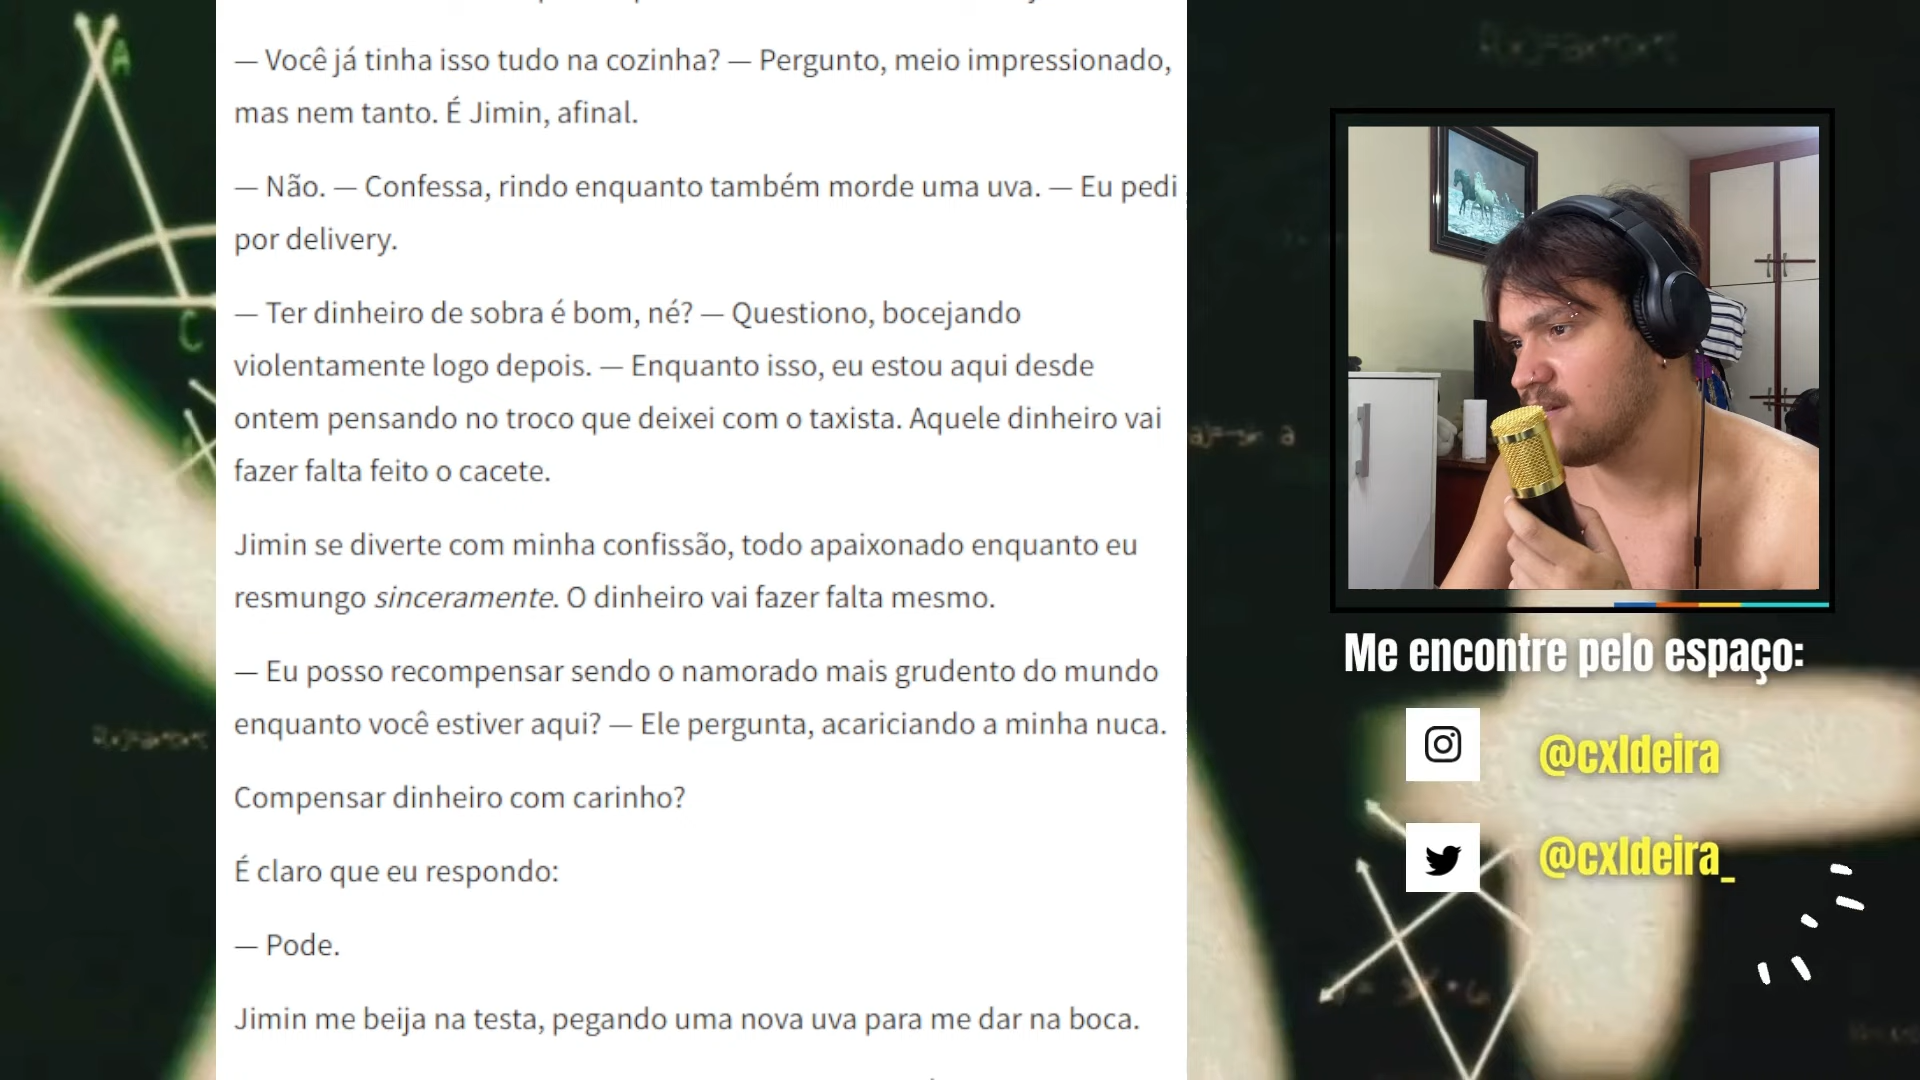 — Você já tinha isso tudo na cozinha? — Pergunto, meio impressionado,
mas nem tanto. É Jimin, afinal.
— Não. — Confessa, rindo enquanto também morde uma uva. — Eu pedi
por delivery.
— Ter dinheiro de sobra é bom, né? — Questiono, bocejando
violentamente logo depois. — Enquanto isso, eu estou aqui desde
ontem pensando no troco que deixei com o taxista. Aquele dinheiro vai
fazer falta feito o cacete.
Jimin se diverte com minha confissão, todo apaixonado enquanto eu
resmungo sinceramente. O dinheiro vai fazer falta mesmo.
— Eu posso recompensar sendo o namorado mais grudento do mundo
enquanto você estiver aqui? — Ele pergunta, acariciando a minha nuca.
Compensar dinheiro com carinho?
É claro que eu respondo:
— Pode.
Jimin me beija na testa, pegando uma nova uva para me dar na boca.
Me encontre pelo espaço:
@cxldeira
@cxldeira_
A
C